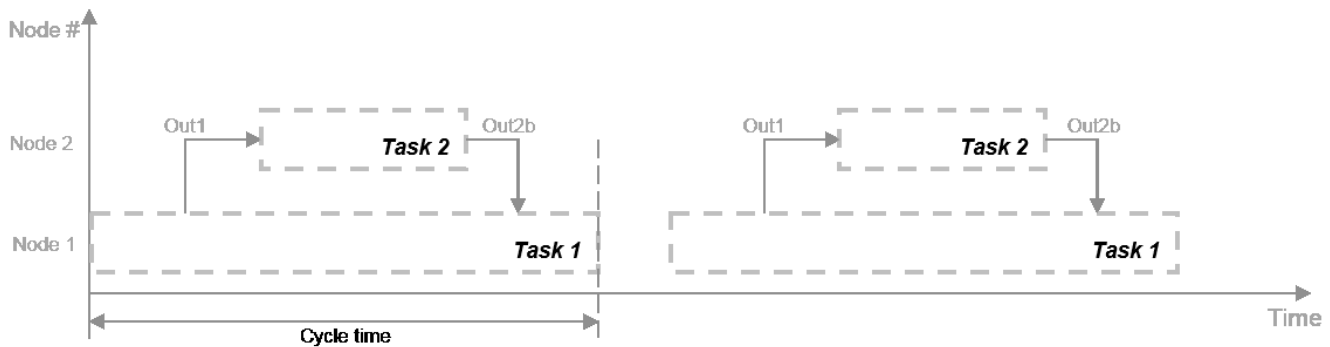 Node #
Out1 Out2b Out1 Out2b
Node 2 Task 2 Task 2
Node 1 Task 1 Task 1
Time
Cycle time